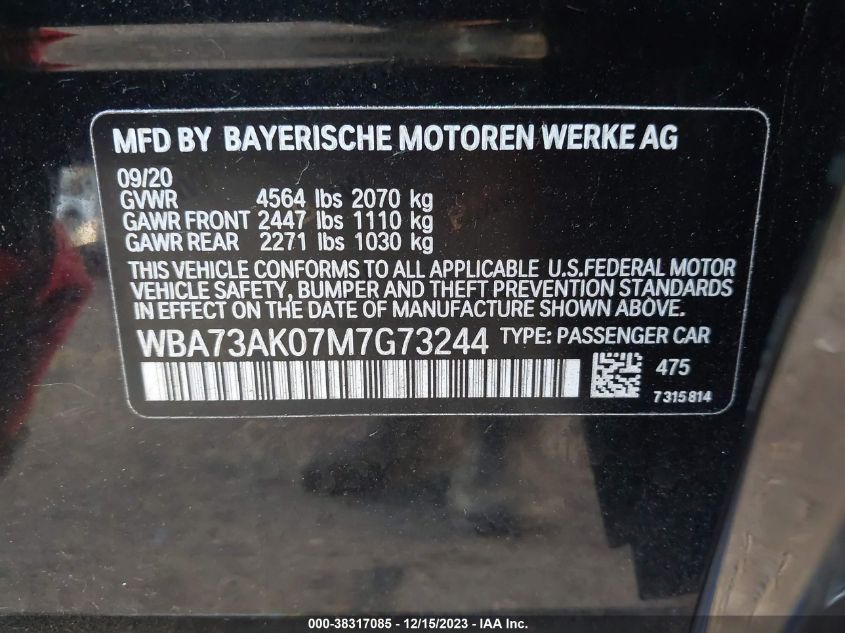 MFD BY BAYERISCHE MOTOREN WERKE AG
09/20
GVWR 4564 lbs 2070 kg
GAWR FRONT 2447 lbs 1110 kg
GAWR REAR 2271 lbs 1030 kg
THIS VEHICLE CONFORMS TO ALL APPLICABLE U.S.FEDERAL MOTOR
VEHICLE SAFETY, BUMPER AND THEFT PREVENTION STANDARDS
IN EFFECT ON THE DATE OF MANUFACTURE SHOWN ABOVE.
WBA73AK07M7G73244 TYPE: PASSENGER CAR
475
7315814
000-38317085 - 12/15/2023 - IAA Inc.